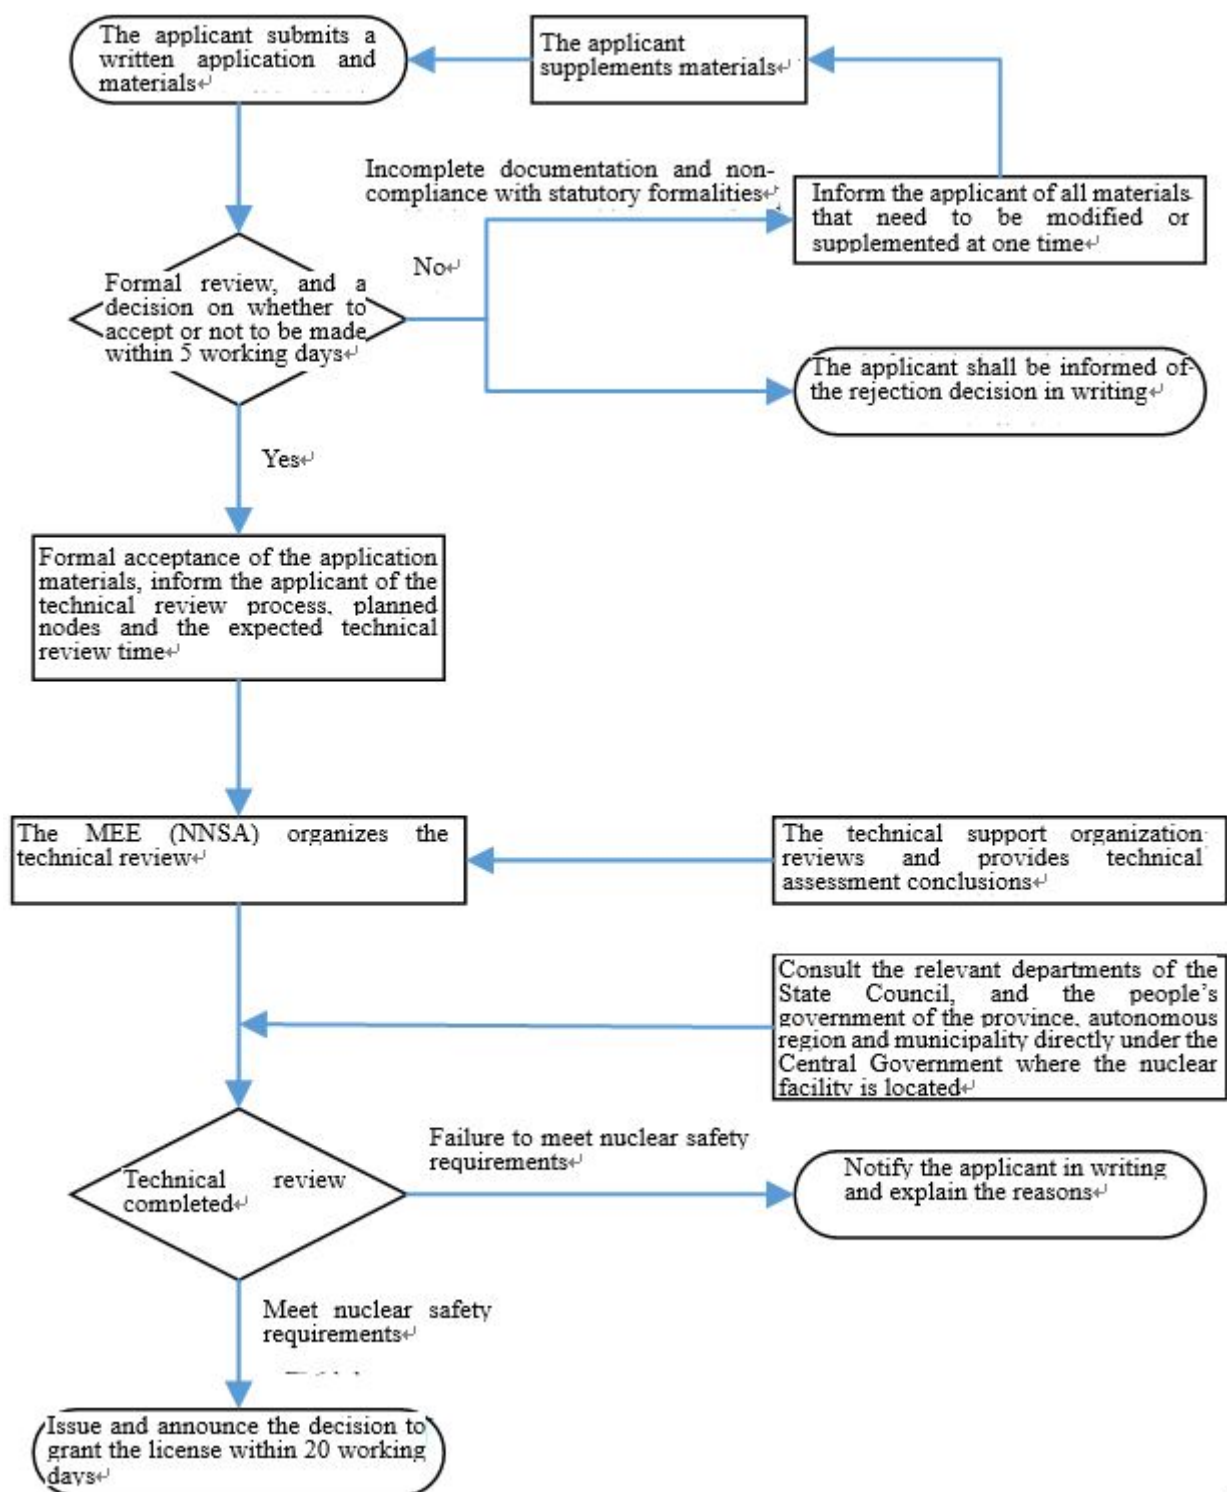 The applicant submits a
written application and
materials↵
The applicant
supplements materials↵
Incomplete documentation and non-
compliance with statutory formalities↵
Inform the applicant of all materials
that need to be modified or
supplemented at one time↵
No↵
Formal review, and a
decision on whether to
accept or not to be made
within 5 working days↵
The applicant shall be informed of
the rejection decision in writing↵
Yes↵
Formal acceptance of the application
materials, inform the applicant of the
technical review process, planned
nodes and the expected technical
review time↵
The MEE (NNSA) organizes the
technical review↵
The technical support organization
reviews and provides technical
assessment conclusions↵
Consult the relevant departments of the
State Council, and the people’s
government of the province, autonomous
region and municipality directly under the
Central Government where the nuclear
facility is located↵
Technical review
completed↵
Failure to meet nuclear safety
requirements↵
Notify the applicant in writing
and explain the reasons↵
Meet nuclear safety
requirements↵
Issue and announce the decision to
grant the license within 20 working
days↵